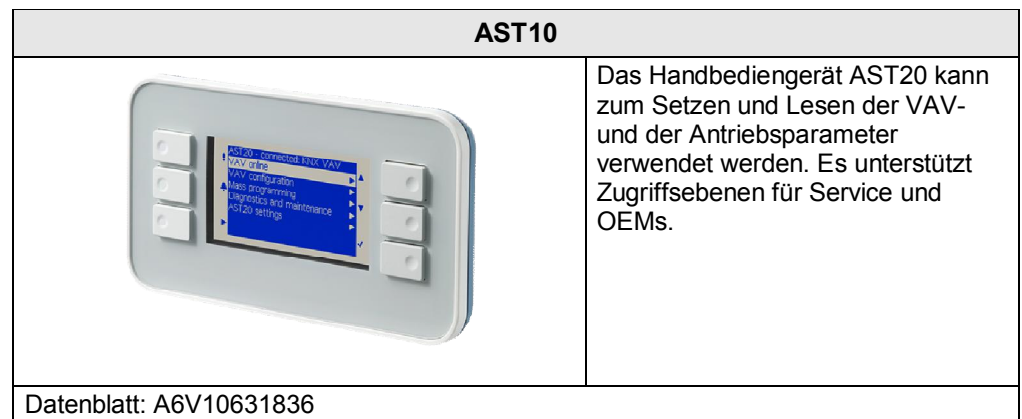 AST10
Das Handbediengerät AST20 kann
zum Setzen und Lesen der VAV-
und der Antriebsparameter
verwendet werden. Es unterstützt
Zugriffsebenen für Service und
OEMs.
AST20 - connected: KNX VAV
VAV online
VAV configuration
Mass programming
Diagnostics and maintenance
AST20 settings
Datenblatt: A6V10631836